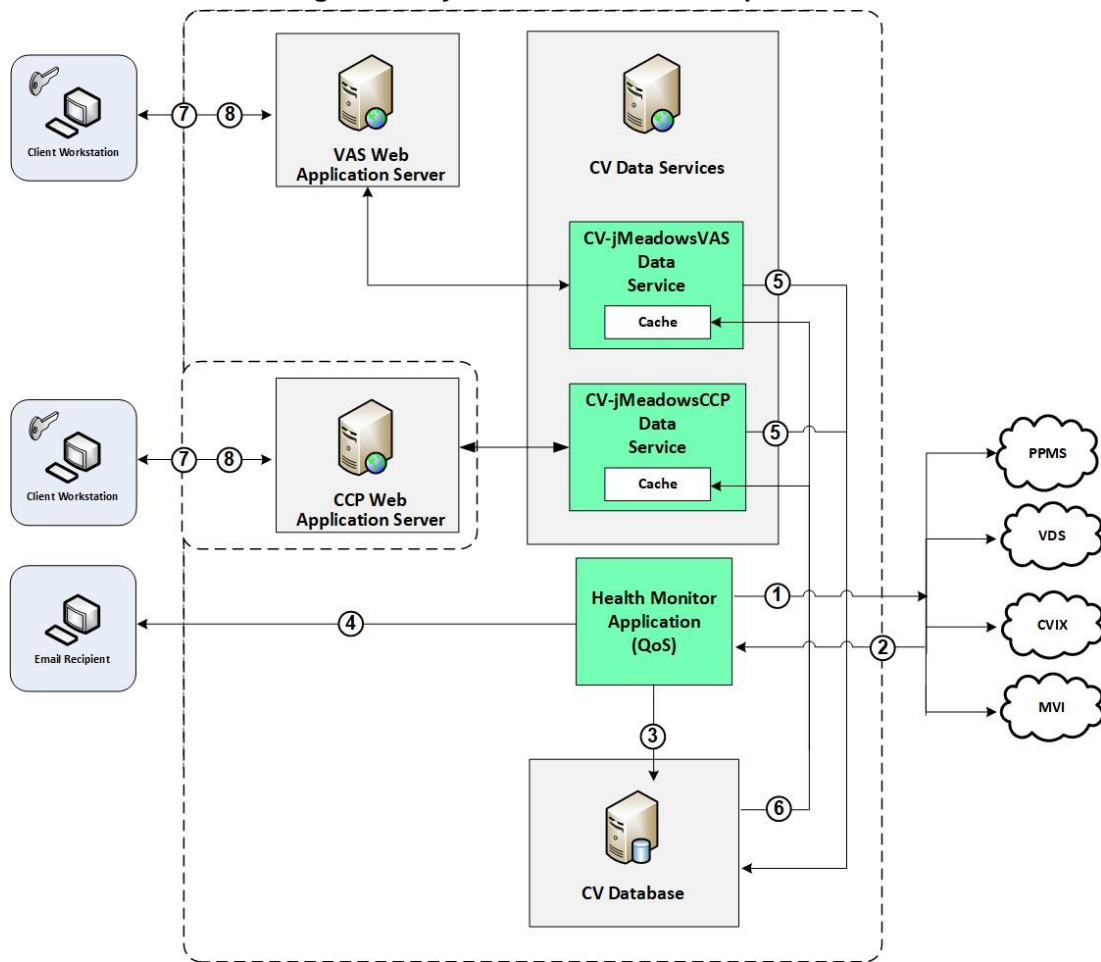 7
8
Client Workstation
VAS Web
Application Server
CV Data Services
CV-jMeadowsVAS
Data
Service
Cache
5
7
8
Client Workstation
CCP Web
Application Server
CV-jMeadowsCCP
Data
Service
Cache
5
PPMS
VDS
CVIX
MVI
Health Monitor
Application
(QoS)
1
2
4
Email Recipient
3
6
CV Database